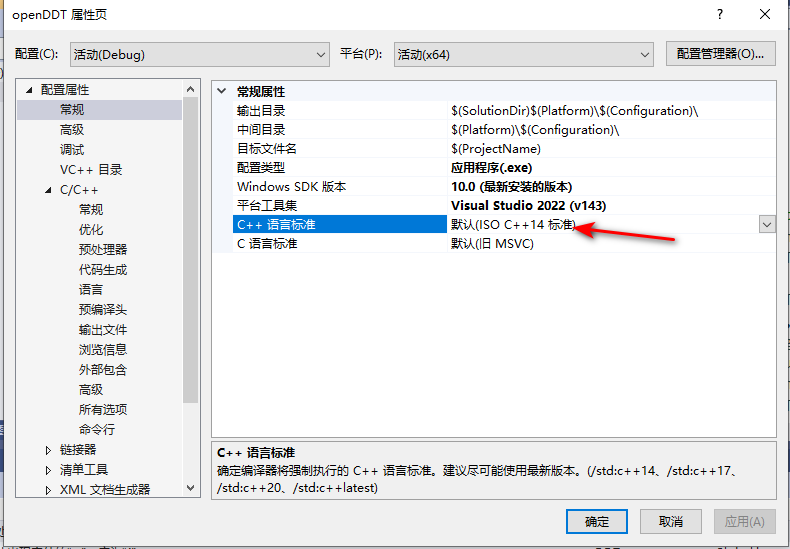 openDDT 属性页
配置(C): 活动(Debug) 平台(P): 活动(x64) 配置管理器(O)...
配置属性
常规
高级
调试
VC++ 目录
C/C++
常规
优化
预处理器
代码生成
语言
预编译头
输出文件
浏览信息
外部包含
高级
所有选项
命令行
链接器
清单工具
XML 文档生成器
常规属性
输出目录 $(SolutionDir)$(Platform)\$(Configuration)\
中间目录 $(Platform)\$(Configuration)\
目标文件名 $(ProjectName)
配置类型 应用程序(.exe)
Windows SDK 版本 10.0 (最新安装的版本)
平台工具集 Visual Studio 2022 (v143)
C++ 语言标准 默认(ISO C++14 标准)
C 语言标准 默认(旧 MSVC)
C++ 语言标准
确定编译器将强制执行的 C++ 语言标准。建议尽可能使用最新版本。(/std:c++14、/std:c++17、
/std:c++20、/std:c++latest)
确定 取消 应用(A)